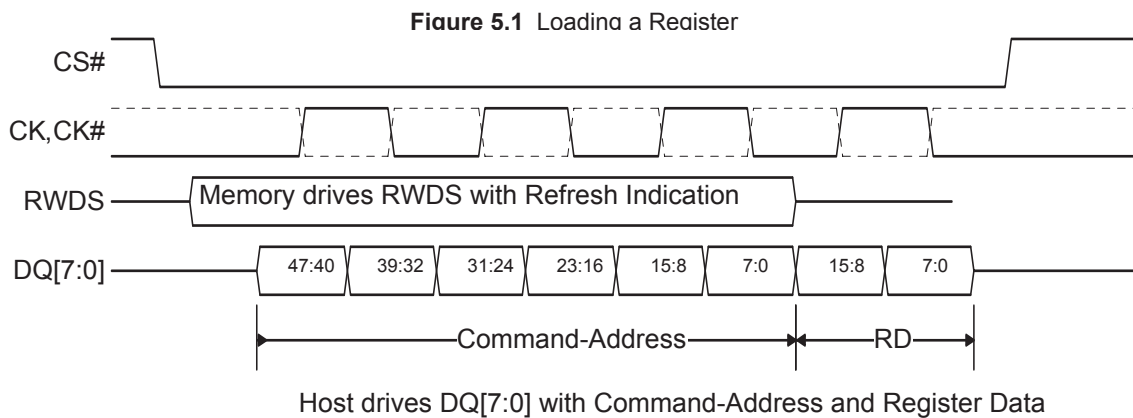 Figure 5.1 Loading a Register
CS#
CK,CK#
RWDS
Memory drives RWDS with Refresh Indication
DQ[7:0]
47:40 39:32 31:24 23:16 15:8 7:0 15:8 7:0
Command-Address RD
Host drives DQ[7:0] with Command-Address and Register Data